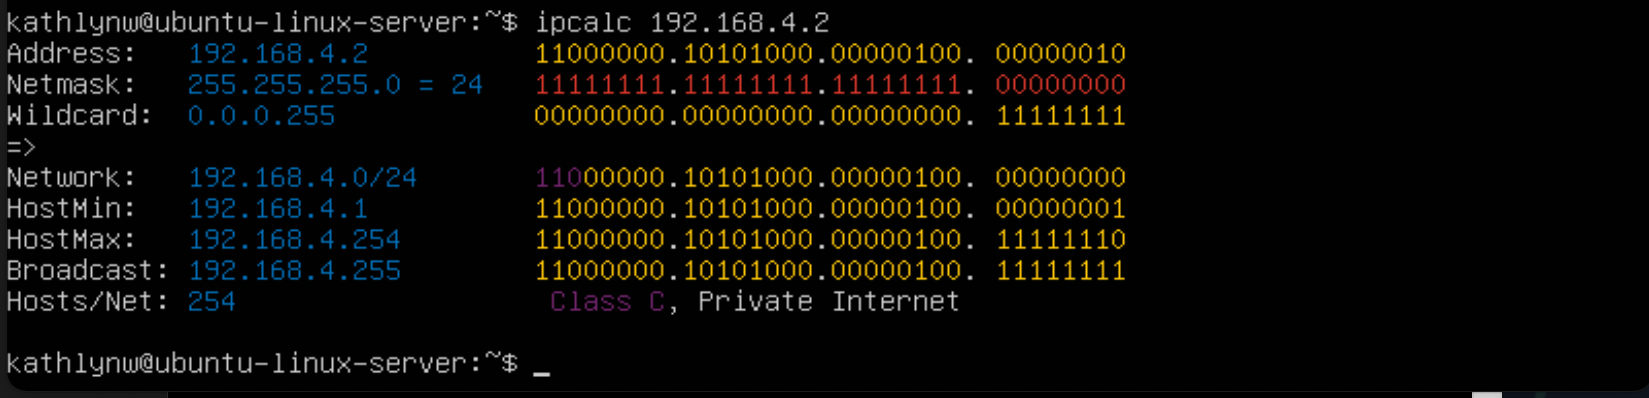 kathlynw@ubuntu-linux-server:~$ ipcalc 192.168.4.2
Address:   192.168.4.2          11000000.10101000.00000100. 00000010
Netmask:   255.255.255.0 = 24   11111111.11111111.11111111. 00000000
Wildcard:  0.0.0.255            00000000.00000000.00000000. 11111111
=>
Network:   192.168.4.0/24       11000000.10101000.00000100. 00000000
HostMin:   192.168.4.1          11000000.10101000.00000100. 00000001
HostMax:   192.168.4.254        11000000.10101000.00000100. 11111110
Broadcast: 192.168.4.255        11000000.10101000.00000100. 11111111
Hosts/Net: 254                   Class C, Private Internet
kathlynw@ubuntu-linux-server:~$ _